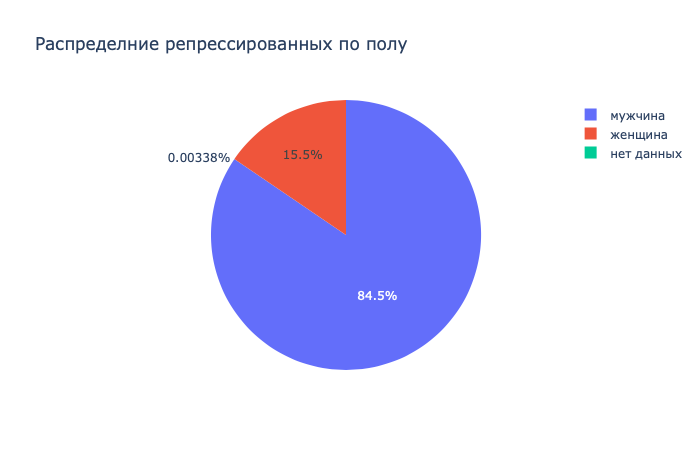 Распределние репрессированных по полу
мужчина
женщина
нет данных
0.00338%
15.5%
84.5%